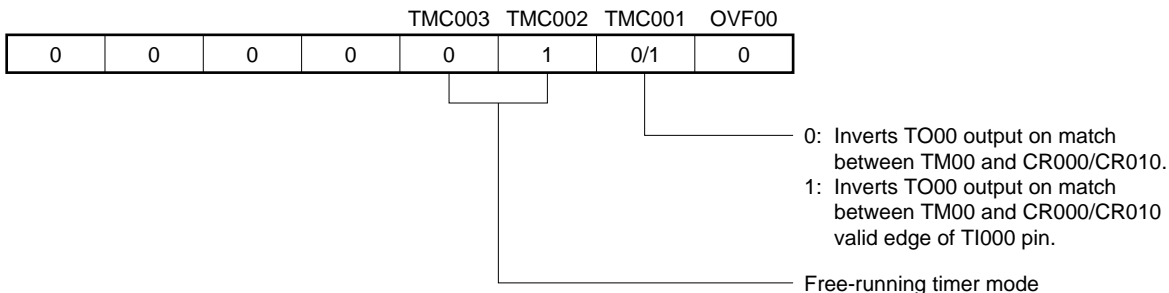 TMC003 TMC002 TMC001 OVF00
0 0 0 0 0 1 0/1 0
0: Inverts TO00 output on match
between TM00 and CR000/CR010.
1: Inverts TO00 output on match
between TM00 and CR000/CR010
valid edge of TI000 pin.
Free-running timer mode